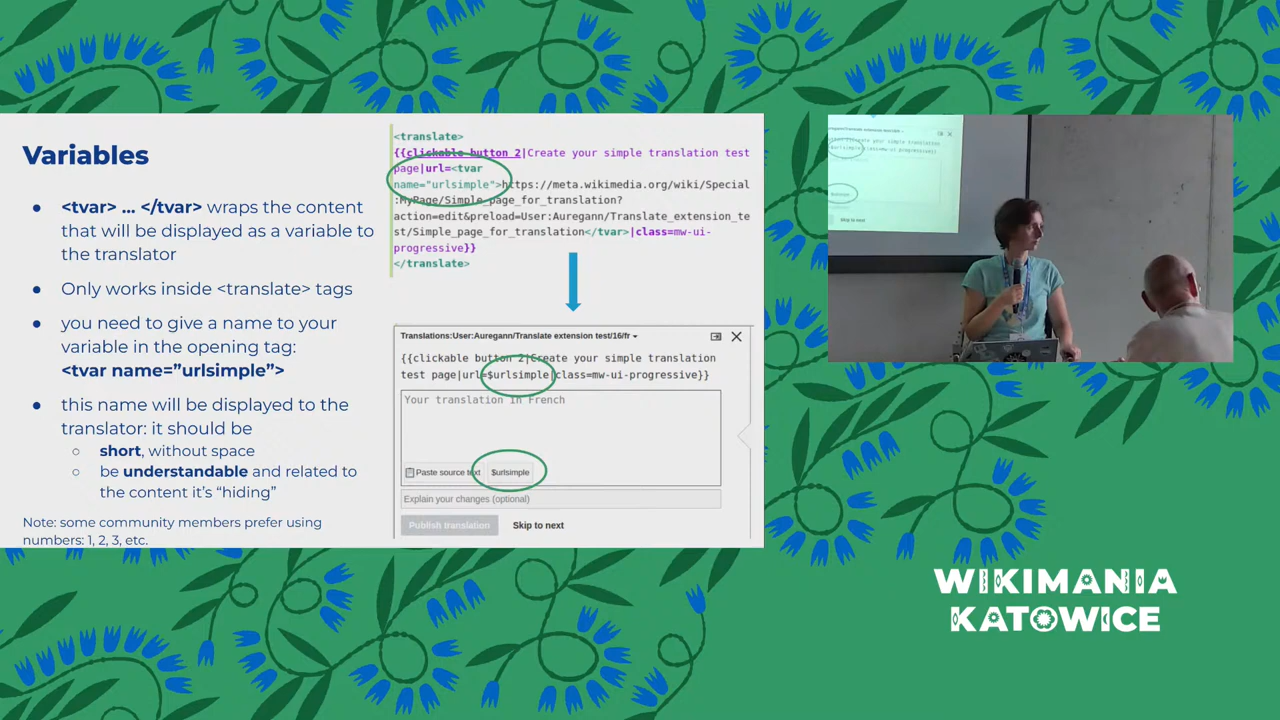 Variables
● <tvar> ... </tvar> wraps the content
that will be displayed as a variable to
the translator
● Only works inside <translate> tags
● you need to give a name to your
variable in the opening tag:
<tvar name=”urlsimple”>
● this name will be displayed to the
translator: it should be
○ short, without space
○ be understandable and related to
the content it’s “hiding”
Note: some community members prefer using
numbers: 1, 2, 3, etc.
<translate>
{{clickable button 2|Create your simple translation test
page|url=<tvar
name="urlsimple">https://meta.wikimedia.org/wiki/Special
:MyPage/Simple_page_for_translation?
action=edit&preload=User:Auregann/Translate_extension_te
st/Simple_page_for_translation</tvar>|class=mw-ui-
progressive}}
</translate>
Translations:User:Auregann/Translate extension test/16/fr
{{clickable button 2|Create your simple translation
test page|url=$urlsimple|class=mw-ui-progressive}}
Your translation in French
Paste source text $urlsimple
Explain your changes (optional)
Publish translation Skip to next
Skip to next
WIKIMANIA
KATOWICE